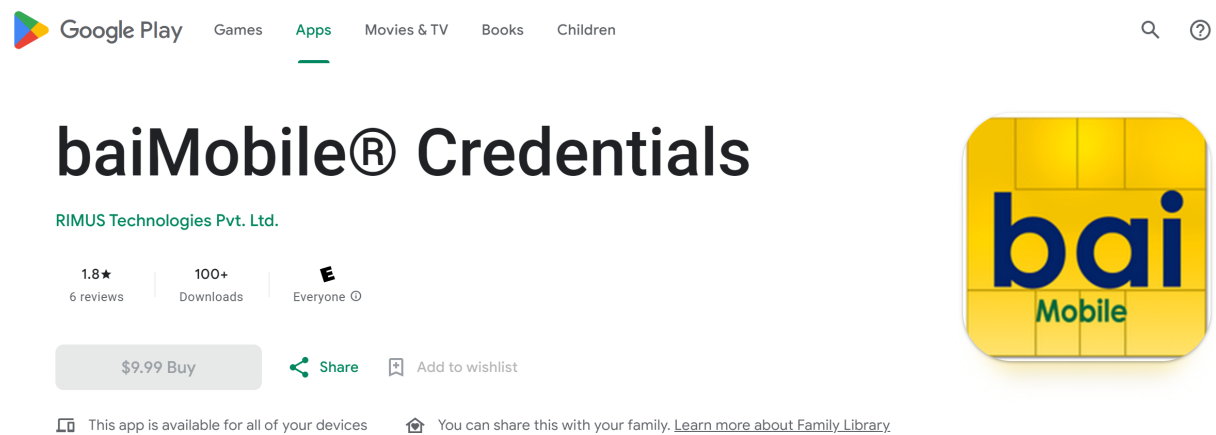 Google Play Games Apps Movies & TV Books Children
baiMobile® Credentials
RIMUS Technologies Pvt. Ltd.
1.8★ 100+ E
6 reviews Downloads Everyone
bai
Mobile
$9.99 Buy Share Add to wishlist
This app is available for all of your devices You can share this with your family. Learn more about Family Library